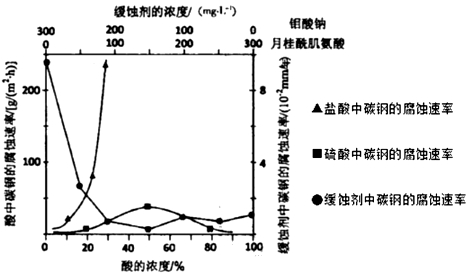 缓蚀剂的浓度/（mg·L⁻¹）
300 200 100 0 钼酸钠
0 100 200 300 月桂酰肌氨酸
酸中碳钢的腐蚀速率/[g/(m²·h)]
200
100
8
4
0
缓蚀剂中碳钢的腐蚀速率/(10⁻²mm/a)
▲盐酸中碳钢的腐蚀速率
■硫酸中碳钢的腐蚀速率
●缓蚀剂中碳钢的腐蚀速率
0 50 100
酸的浓度/%